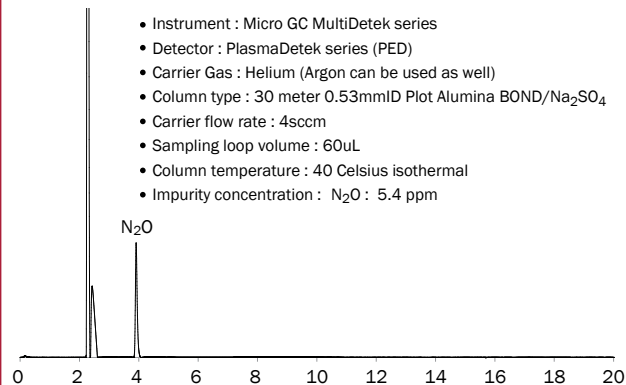 • Instrument : Micro GC MultiDetek series
• Detector : PlasmaDetek series (PED)
• Carrier Gas : Helium (Argon can be used as well)
• Column type : 30 meter 0.53mmID Plot Alumina BOND/Na₂SO₄
• Carrier flow rate : 4sccm
• Sampling loop volume : 60uL
• Column temperature : 40 Celsius isothermal
• Impurity concentration : N₂O : 5.4 ppm
N₂O
0 2 4 6 8 10 12 14 16 18 20